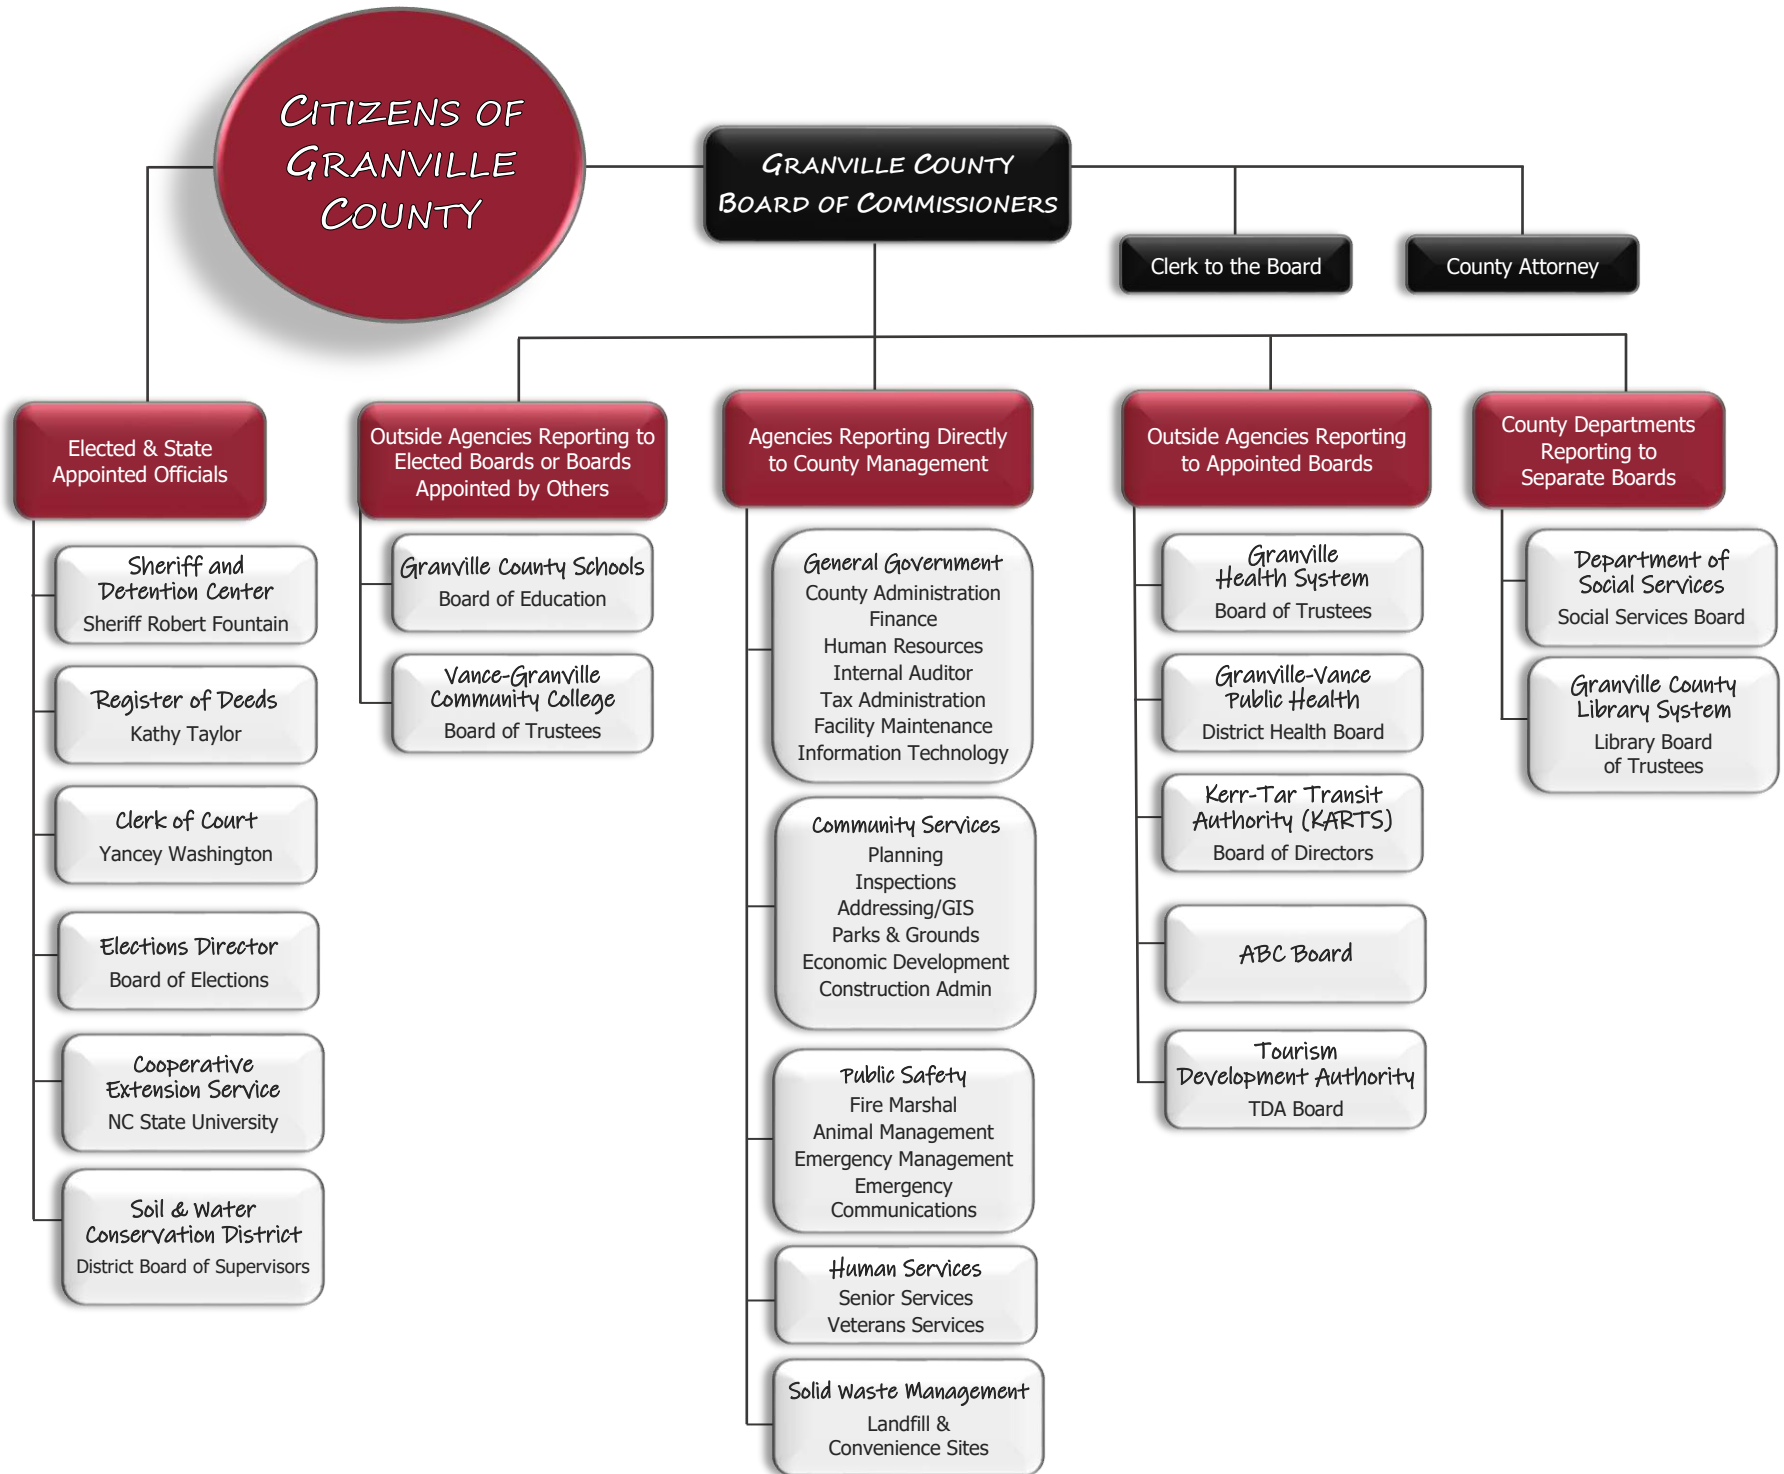 CITIZENS OF
GRANVILLE
COUNTY
GRANVILLE COUNTY
BOARD OF COMMISSIONERS
Clerk to the Board
County Attorney
Elected & State
Appointed Officials
Sheriff and
Detention Center
Sheriff Robert Fountain
Register of Deeds
Kathy Taylor
Clerk of Court
Yancey Washington
Elections Director
Board of Elections
Cooperative
Extension Service
NC State University
Soil & Water
Conservation District
District Board of Supervisors
Outside Agencies Reporting to
Elected Boards or Boards
Appointed by Others
Granville County Schools
Board of Education
Vance-Granville
Community College
Board of Trustees
Agencies Reporting Directly
to County Management
General Government
County Administration
Finance
Human Resources
Internal Auditor
Tax Administration
Facility Maintenance
Information Technology
Community Services
Planning
Inspections
Addressing/GIS
Parks & Grounds
Economic Development
Construction Admin
Public Safety
Fire Marshal
Animal Management
Emergency Management
Emergency
Communications
Human Services
Senior Services
Veterans Services
Solid Waste Management
Landfill &
Convenience Sites
Outside Agencies Reporting
to Appointed Boards
Granville
Health System
Board of Trustees
Granville-Vance
Public Health
District Health Board
Kerr-Tar Transit
Authority (KARTS)
Board of Directors
ABC Board
Tourism
Development Authority
TDA Board
County Departments
Reporting to
Separate Boards
Department of
Social Services
Social Services Board
Granville County
Library System
Library Board
of Trustees